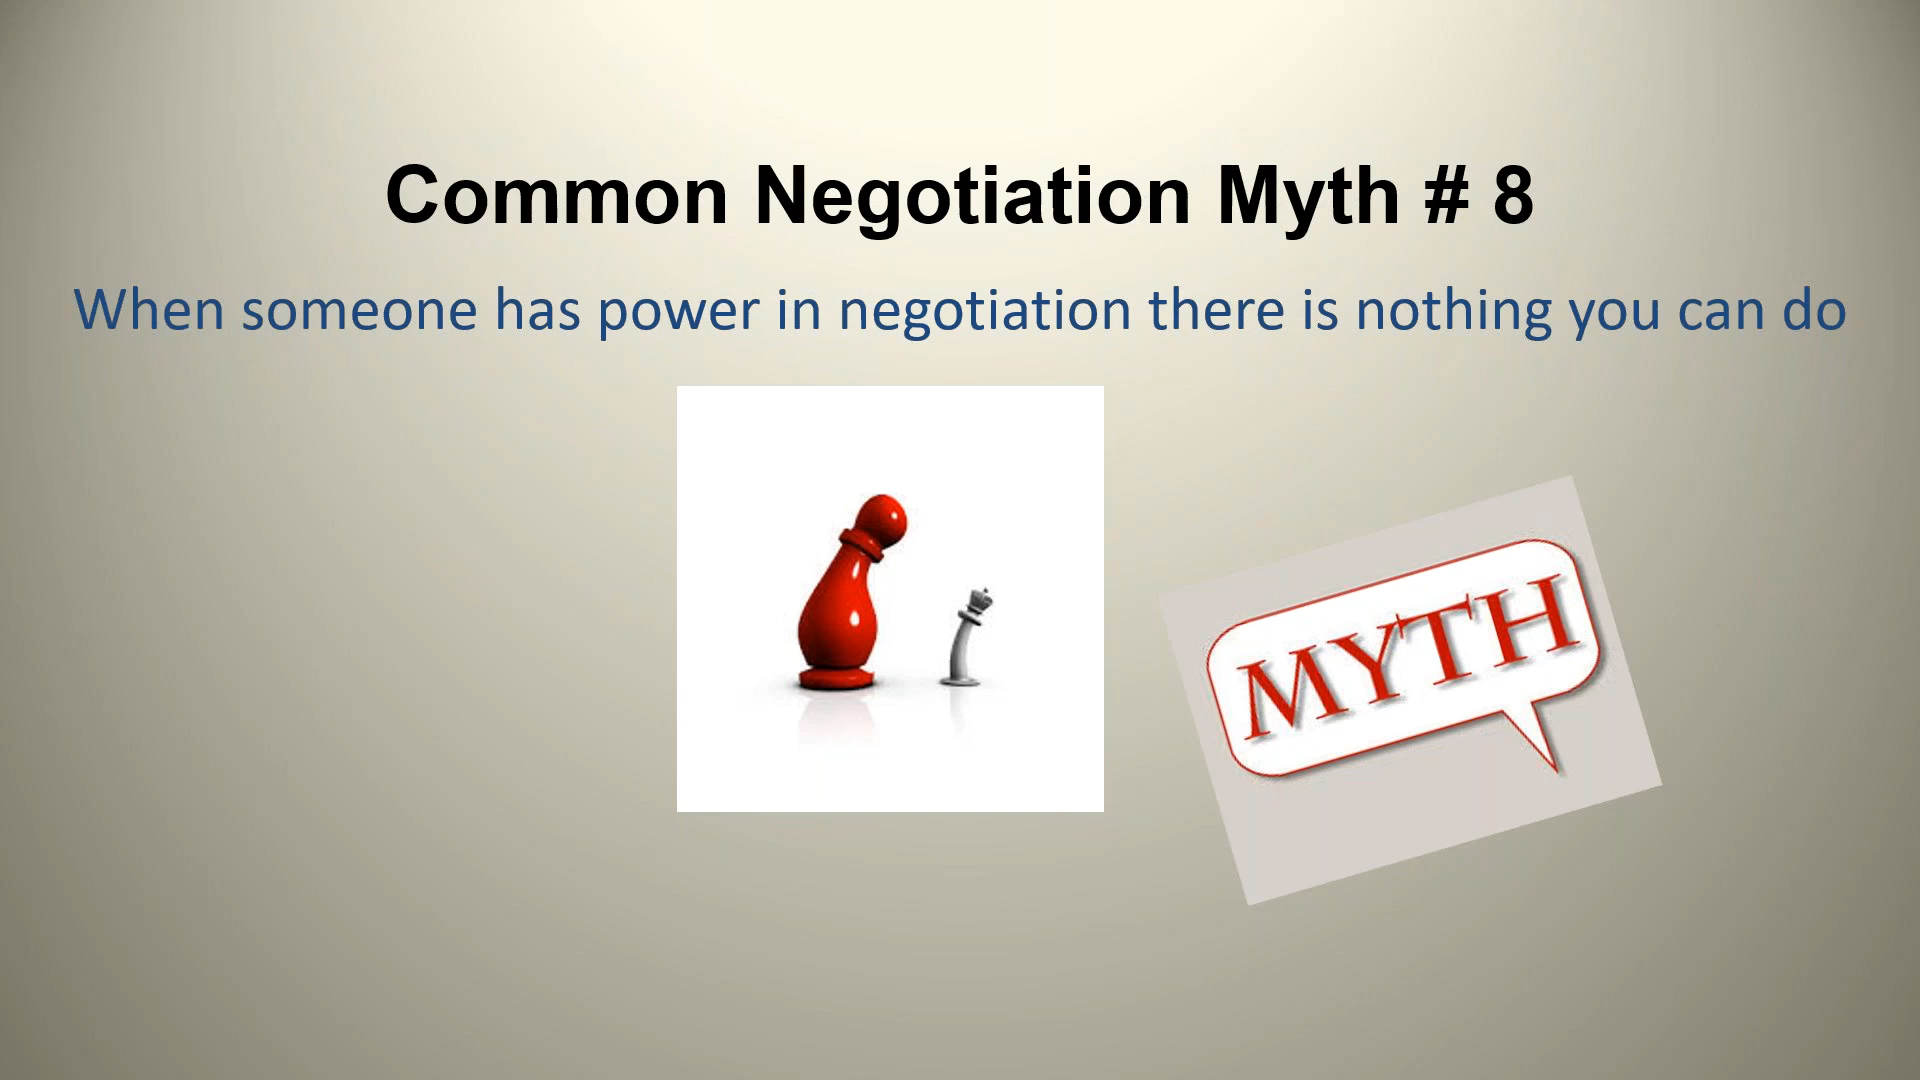 Common Negotiation Myth # 8
When someone has power in negotiation there is nothing you can do
MYTH